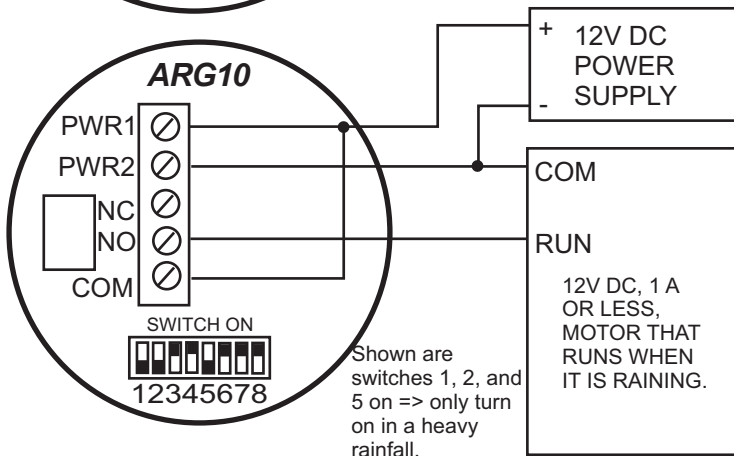 ARG10
PWR1
PWR2
NC
NO
COM
SWITCH ON
12345678
Shown are
switches 1, 2, and
5 on => only turn
on in a heavy
rainfall.
+
12V DC
POWER
SUPPLY
-
COM
RUN
12V DC, 1 A
OR LESS,
MOTOR THAT
RUNS WHEN
IT IS RAINING.